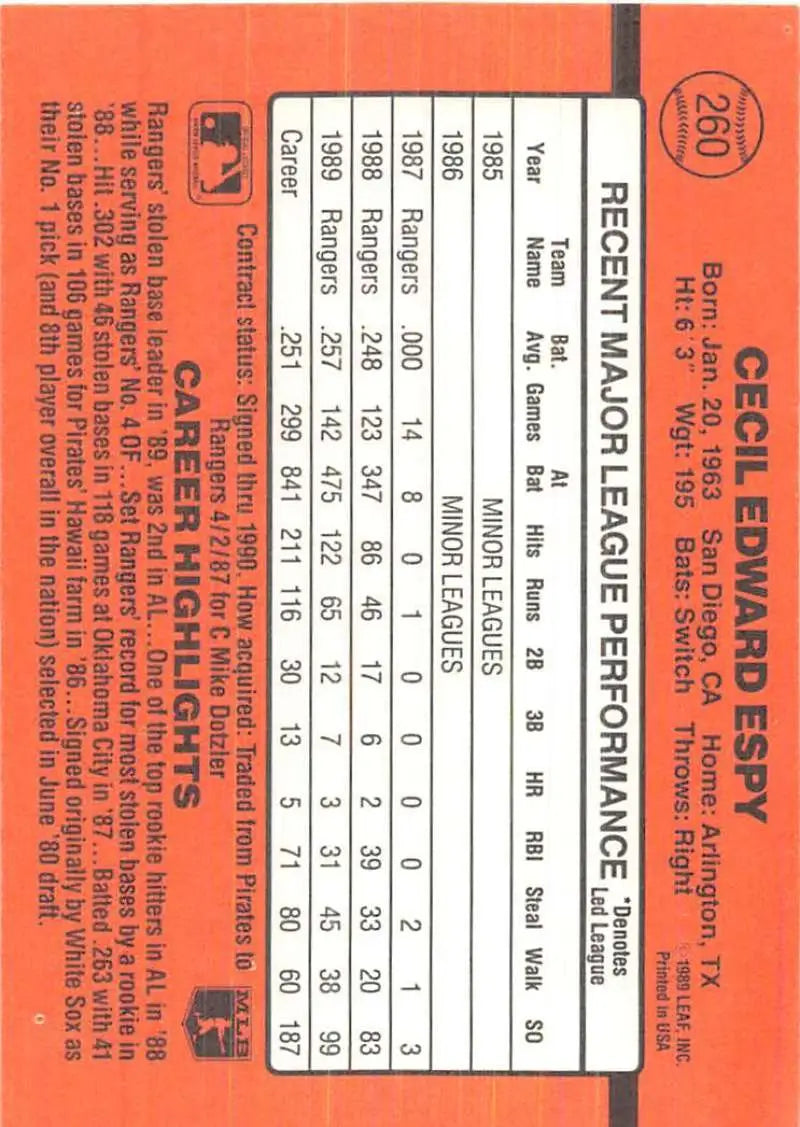 260
CECIL EDWARD ESPY
Born: Jan. 20, 1963 San Diego, CA Home: Arlington, TX
Ht: 6'3" Wgt: 195 Bats: Switch Throws: Right
© 1989 LEAF, INC.
Printed in USA
RECENT MAJOR LEAGUE PERFORMANCE *Denotes Led League
Year Team Name Bat. Avg. Games At Bat Hits Runs 2B 3B HR RBI Steal Walk SO
1985 MINOR LEAGUES
1986 MINOR LEAGUES
1987 Rangers .000 14 8 0 1 0 0 0 0 2 1 3
1988 Rangers .248 123 347 86 46 17 6 2 39 33 20 83
1989 Rangers .257 142 475 122 65 12 7 3 31 45 38 99
Career .251 299 841 211 116 30 13 5 71 80 60 187
Contract status: Signed thru 1990. How acquired: Traded from Pirates to
Rangers 4/2/87 for C Mike Dotzler
MLB
CAREER HIGHLIGHTS
Rangers' stolen base leader in '89, was 2nd in AL... One of the top rookie hitters in AL in '88
while serving as Rangers' No. 4 OF... Set Rangers' record for most stolen bases by a rookie in
'88... Hit .302 with 46 stolen bases in 118 games at Oklahoma City in '87... Batted .263 with 41
stolen bases in 106 games for Pirates' Hawaii farm in '86... Signed originally by White Sox as
their No. 1 pick (and 8th player overall in the nation) selected in June '80 draft.